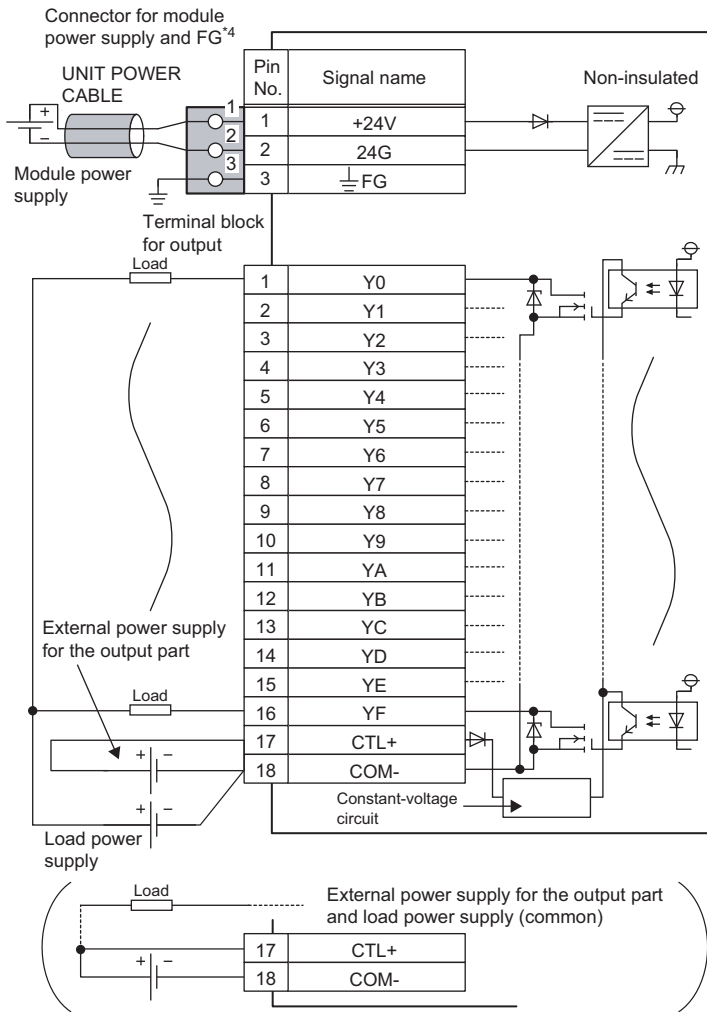 Connector for module
power supply and FG*4
UNIT POWER
CABLE
+
−
Module power
supply
1
2
3
Pin No. Signal name
1 +24V
2 24G
3 FG
Non-insulated
Terminal block
for output
Load
1 Y0
2 Y1
3 Y2
4 Y3
5 Y4
6 Y5
7 Y6
8 Y7
9 Y8
10 Y9
11 YA
12 YB
13 YC
14 YD
15 YE
16 YF
17 CTL+
18 COM-
External power supply
for the output part
Load
+ −
+ −
Load power
supply
Constant-voltage
circuit
Load
External power supply for the output part
and load power supply (common)
+ −
17 CTL+
18 COM-